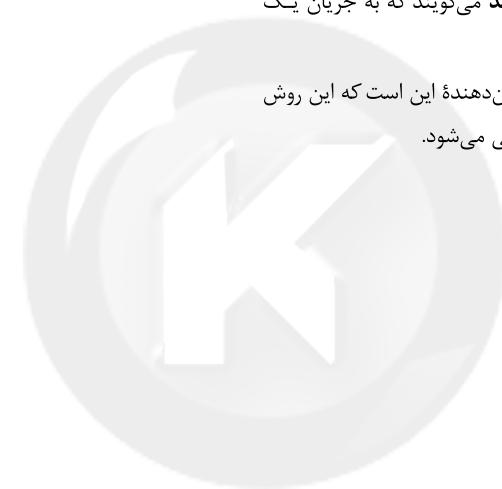 می‌گویند که به جریان یک
این است که این روش
می‌شود.
K